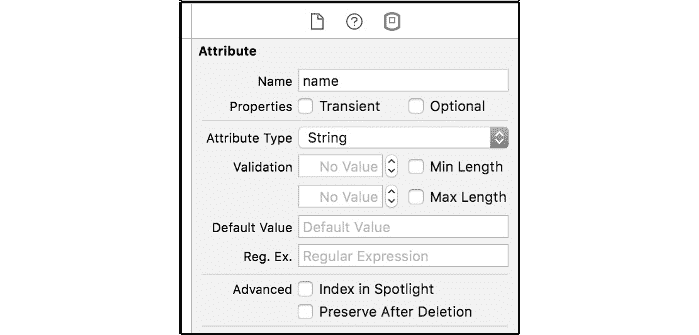 ?
Attribute
Name name
Properties Transient Optional
Attribute Type String
Validation No Value Min Length
No Value Max Length
Default Value Default Value
Reg. Ex. Regular Expression
Advanced Index in Spotlight
Preserve After Deletion